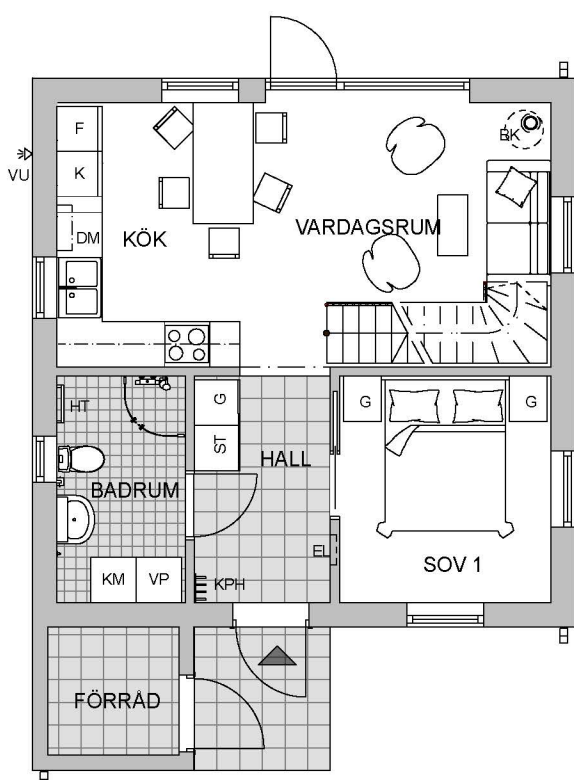 F
BK
K
VU
DM
KÖK
VARDAGSRUM
HT
G
G
G
ST
HALL
BADRUM
EL
KM
VP
KPH
SOV 1
FÖRRÅD